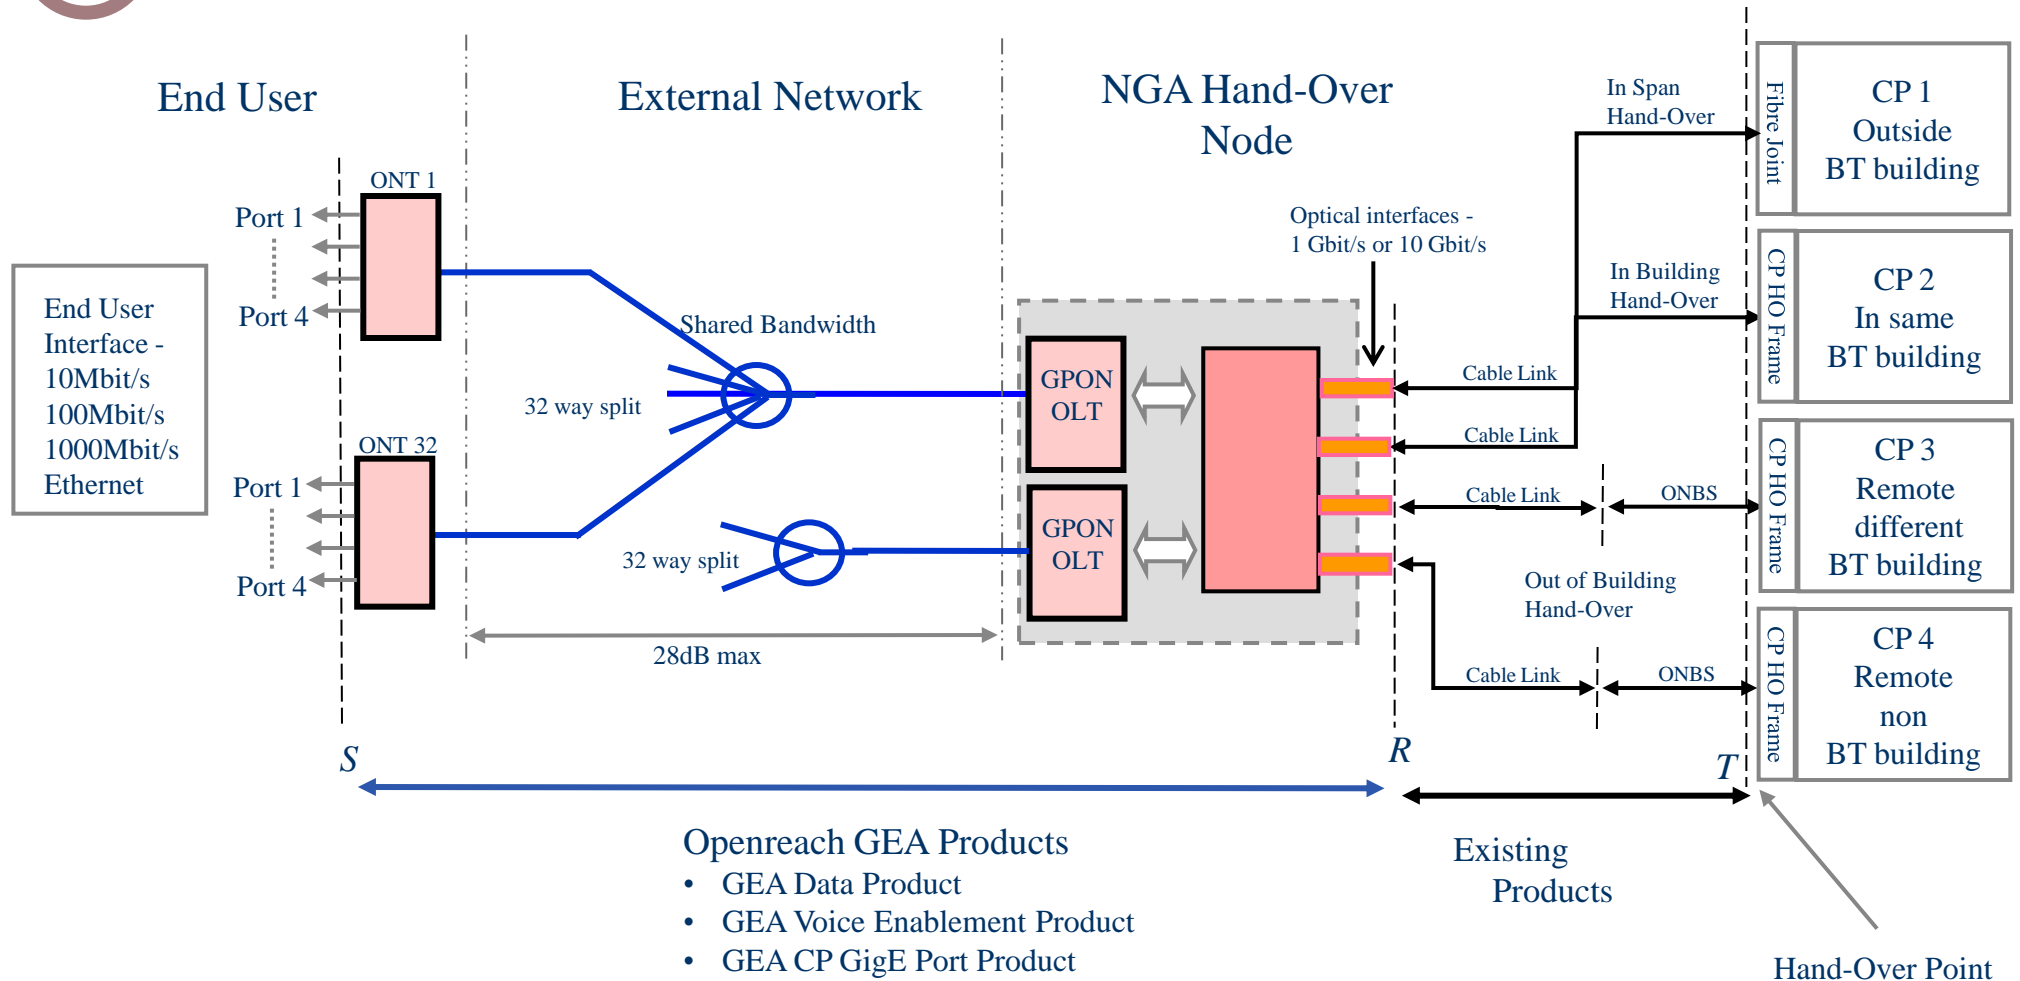 End User
External Network
NGA Hand-Over
Node
ONT 1
Port 1
Port 4
End User
Interface -
10Mbit/s
100Mbit/s
1000Mbit/s
Ethernet
ONT 32
Port 1
Port 4
Shared Bandwidth
32 way split
32 way split
28dB max
GPON
OLT
GPON
OLT
Optical interfaces -
1 Gbit/s or 10 Gbit/s
In Span
Hand-Over
In Building
Hand-Over
Cable Link
Cable Link
Cable Link
ONBS
Out of Building
Hand-Over
Cable Link
ONBS
Fibre Joint
CP 1
Outside
BT building
CP HO Frame
CP 2
In same
BT building
CP HO Frame
CP 3
Remote
different
BT building
CP HO Frame
CP 4
Remote
non
BT building
S
R
T
Openreach GEA Products
• GEA Data Product
• GEA Voice Enablement Product
• GEA CP GigE Port Product
Existing
Products
Hand-Over Point